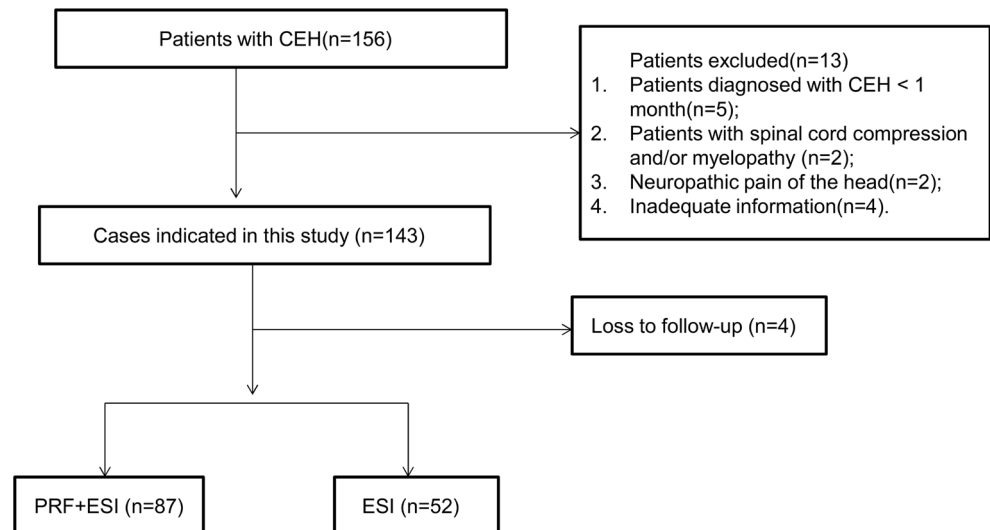 Patients with CEH(n=156)
Patients excluded(n=13)
1. Patients diagnosed with CEH < 1
month(n=5);
2. Patients with spinal cord compression
and/or myelopathy (n=2);
3. Neuropathic pain of the head(n=2);
4. Inadequate information(n=4).
Cases indicated in this study (n=143)
Loss to follow-up (n=4)
PRF+ESI (n=87)
ESI (n=52)